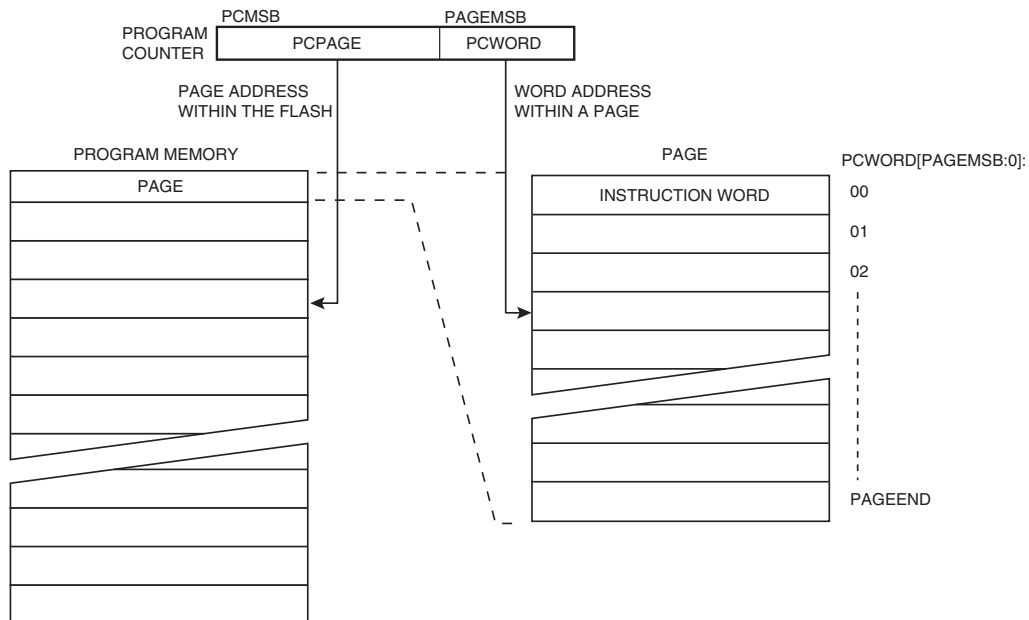 PCMSB PAGEMSB
PROGRAM
COUNTER
PCPAGE PCWORD
PAGE ADDRESS
WITHIN THE FLASH
WORD ADDRESS
WITHIN A PAGE
PROGRAM MEMORY
PAGE
PAGE
PCWORD[PAGEMSB:0]:
INSTRUCTION WORD
00
01
02
PAGEEND